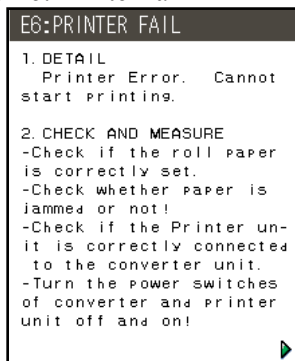 E6:PRINTER FAIL
1. DETAIL
Printer Error. Cannot
start printing.
2. CHECK AND MEASURE
-Check if the roll paper
is correctly set.
-Check whether paper is
jammed or not!
-Check if the Printer un-
it is correctly connected
to the converter unit.
-Turn the power switches
of converter and printer
unit off and on!